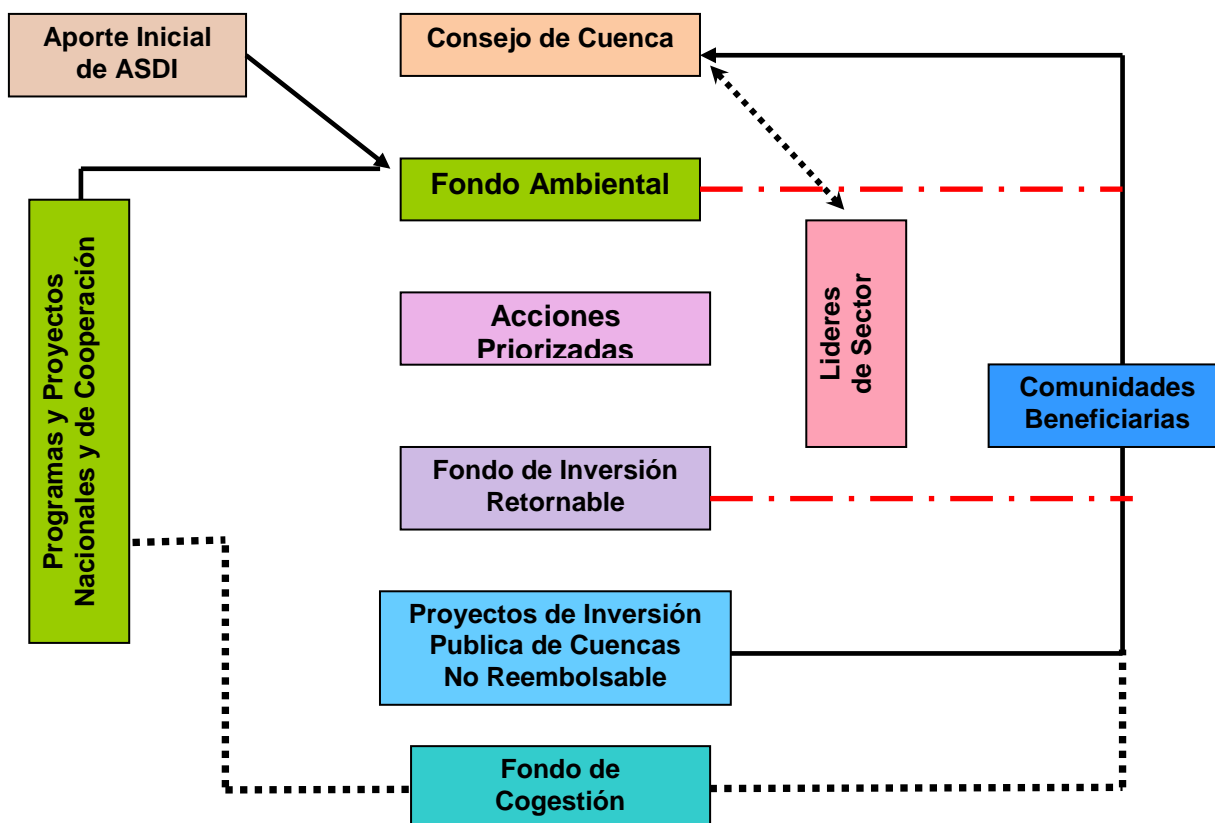 Aporte Inicial
de ASDI
Consejo de Cuenca
Fondo Ambiental
Programas y Proyectos
Nacionales y de Cooperación
Acciones
Priorizadas
Lideres
de Sector
Comunidades
Beneficiarias
Fondo de Inversión
Retornable
Proyectos de Inversión
Publica de Cuencas
No Reembolsable
Fondo de
Cogestión